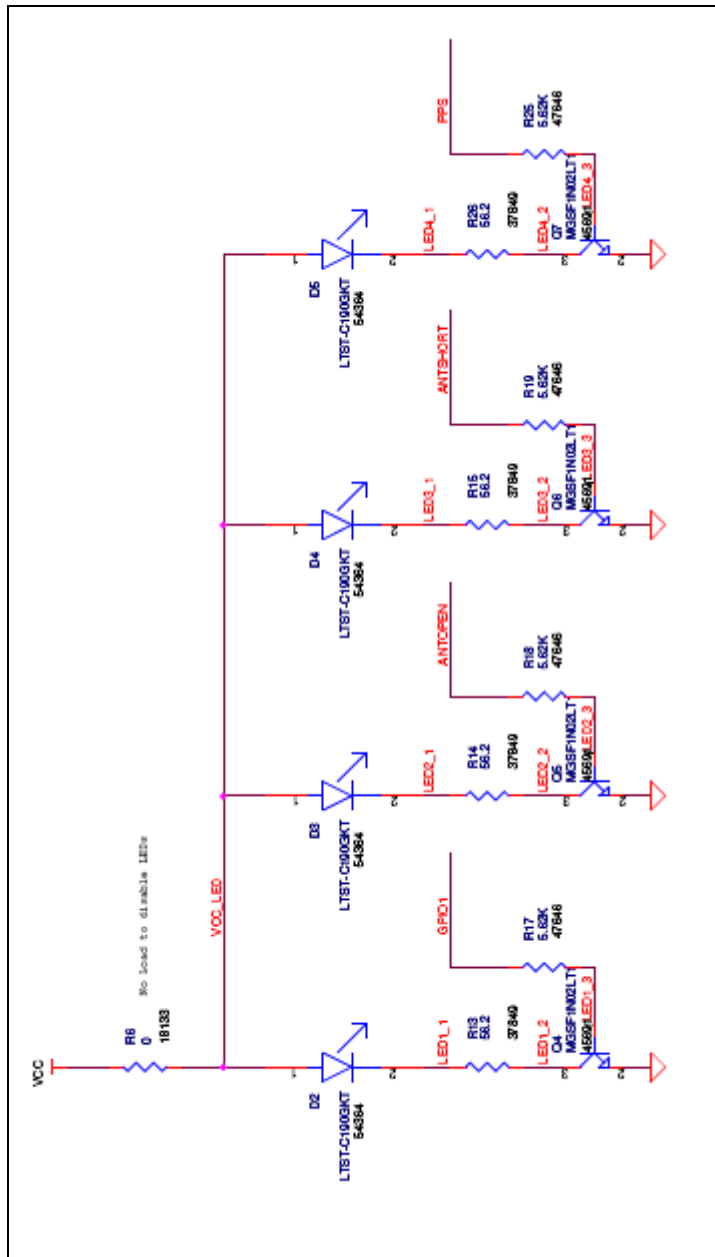 VCC
R6
0
18133
No Load to disable LEDs
VCC_LED
D2
LTST-C190GKT
54364
LED1_1
R13
56.2
37849
LED1_2
Q4
MGSF1N02LT1
LED1_3
GPIO1
R17
5.62K
47646
D3
LTST-C190GKT
54364
LED2_1
R14
56.2
37849
LED2_2
Q5
MGSF1N02LT1
LED2_3
ANTOPEN
R18
5.62K
47646
D4
LTST-C190GKT
54364
LED3_1
R15
56.2
37849
LED3_2
Q6
MGSF1N02LT1
LED3_3
ANTSHORT
R19
5.62K
47646
D5
LTST-C190GKT
54364
LED4_1
R26
56.2
37849
LED4_2
Q7
MGSF1N02LT1
LED4_3
PPS
R25
5.62K
47646